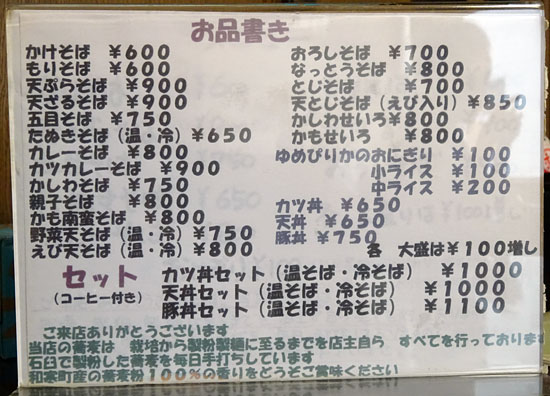 お品書き
かけそば ￥600
もりそば ￥600
天ぷらそば ￥900
天ざるそば ￥900
五目そば ￥750
たぬきそば（温・冷）￥650
カレーそば ￥800
カツカレーそば ￥900
かしわそば ￥750
親子そば ￥800
かも南蛮そば ￥800
野菜天そば（温・冷）￥750
えび天そば（温・冷）￥800
おろしそば ￥700
なっとうそば ￥800
とじそば ￥700
天とじそば（えび入り）￥850
かしわせいろ￥800
かもせいろ ￥800
ゆめぴりかのおにぎり ￥100
小ライス ￥100
中ライス ￥200
カツ丼 ￥650
天丼 ￥650
豚丼 ￥750
各 大盛は￥100増し
セット
（コーヒー付き）
カツ丼セット（温そば・冷そば） ￥1000
天丼セット（温そば・冷そば） ￥1000
豚丼セット（温そば・冷そば） ￥1100
ご来店ありがとうございます
当店の蕎麦は 栽培から製粉製麺に至るまでを店主自ら すべてを行っております
石臼で製粉した蕎麦を毎日手打ちしています
和寒町産の蕎麦粉100％の香りをどうぞご賞味ください